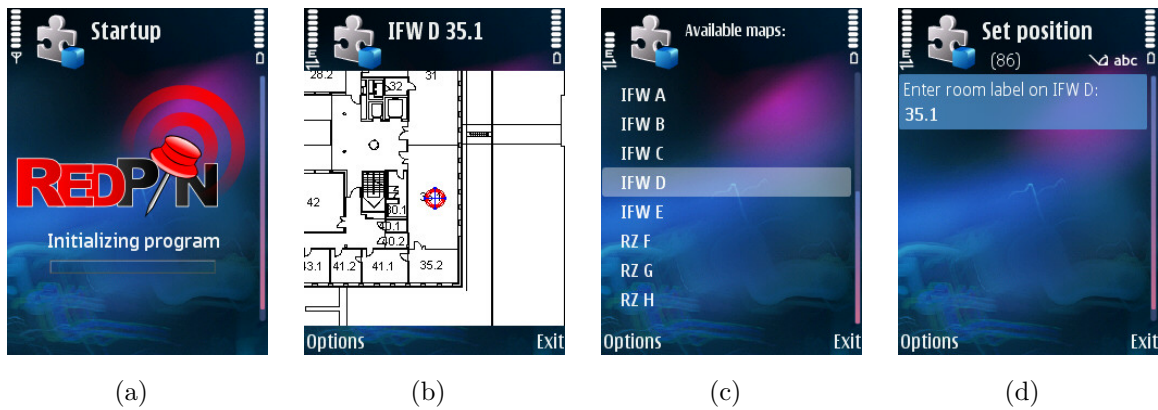 Startup
REDPIN
Initializing program
(a)
IFW D 35.1
28.2
32
31
42
30.1
40.2
43.1
41.2
41.1
35.2
Options Exit
(b)
Available maps:
IFW A
IFW B
IFW C
IFW D
IFW E
RZ F
RZ G
RZ H
Options Exit
(c)
Set position
(86) abc
Enter room label on IFW D:
35.1
Options Exit
(d)